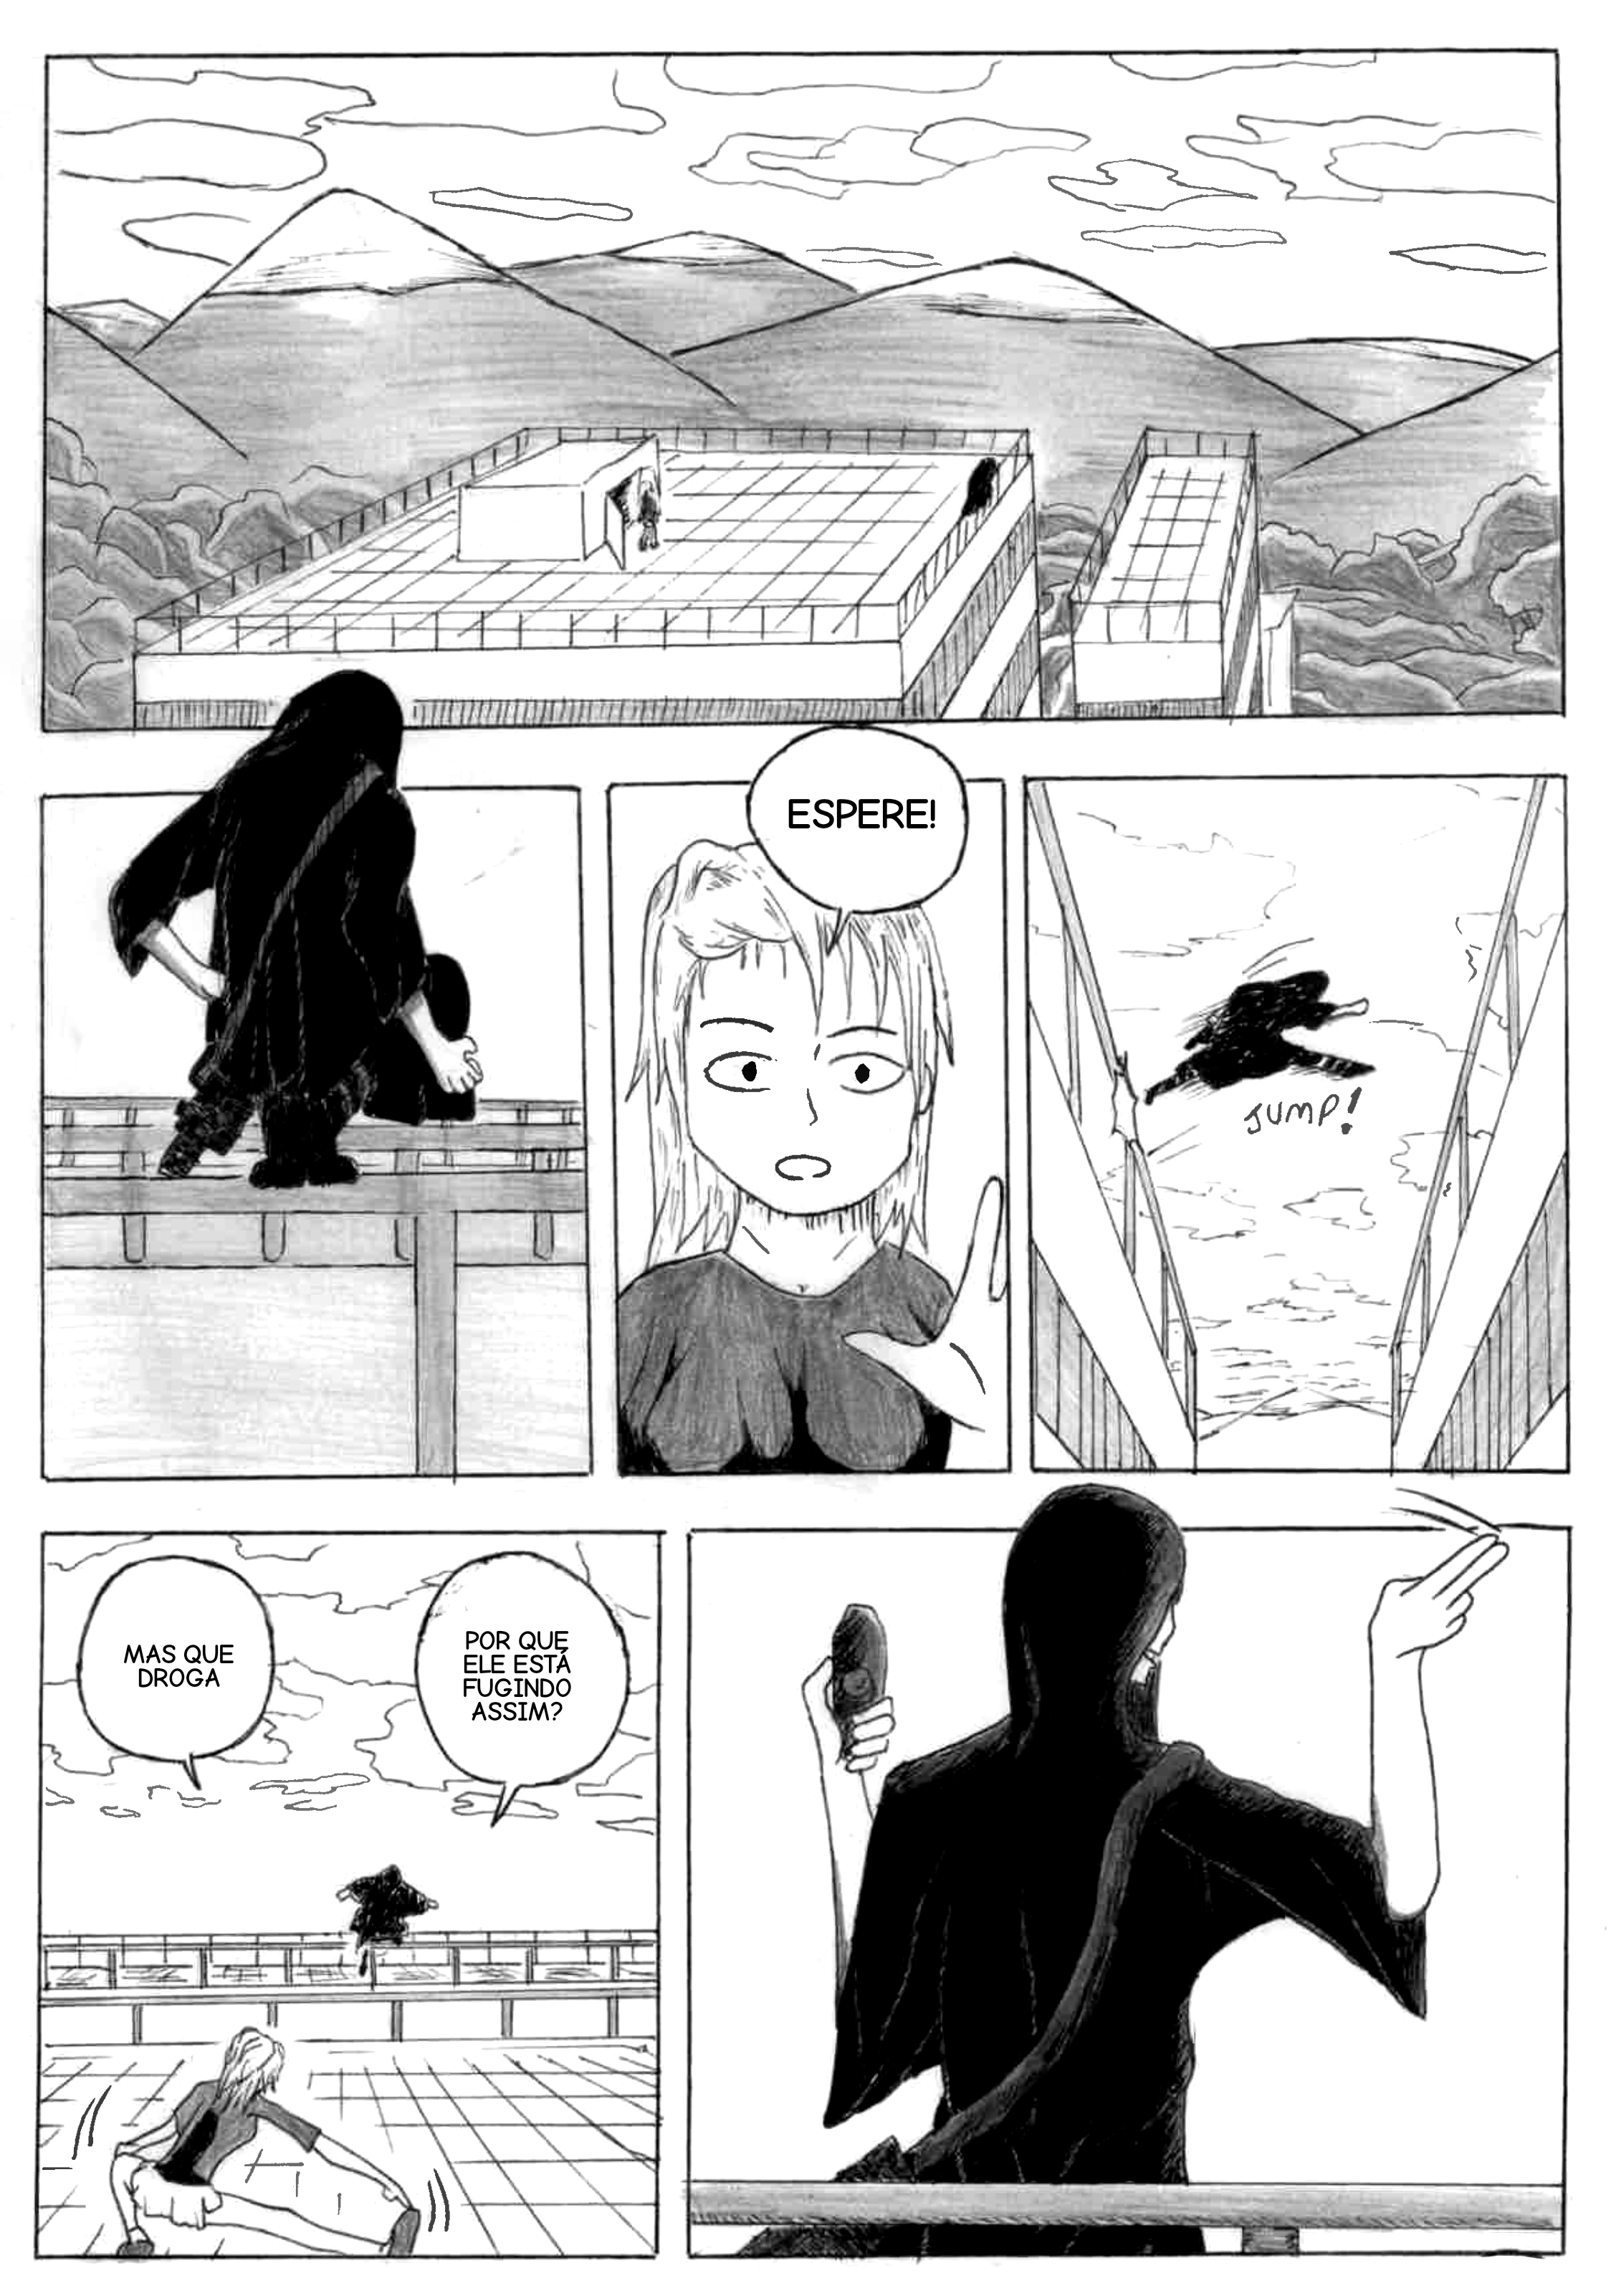 ESPERE!
JUMP!
MAS QUE
DROGA
POR QUE
ELE ESTÁ
FUGINDO
ASSIM?